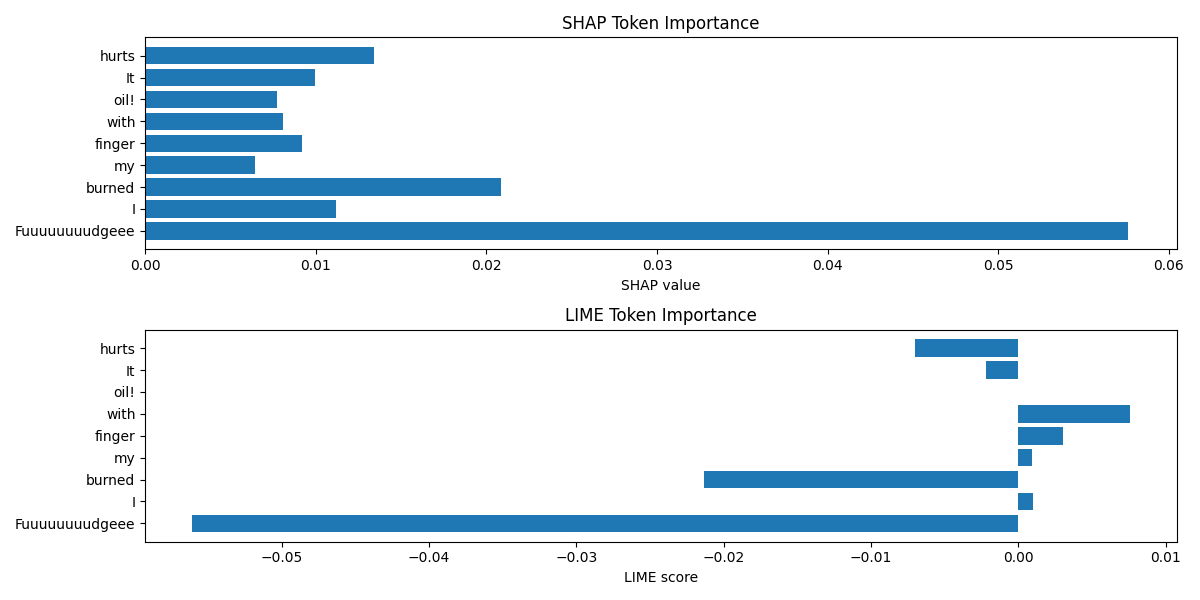 SHAP Token Importance
hurts
It
oil!
with
finger
my
burned
I
Fuuuuuuuudgeee
0.00 0.01 0.02 0.03 0.04 0.05 0.06
SHAP value
LIME Token Importance
hurts
It
oil!
with
finger
my
burned
I
Fuuuuuuuudgeee
−0.05 −0.04 −0.03 −0.02 −0.01 0.00 0.01
LIME score